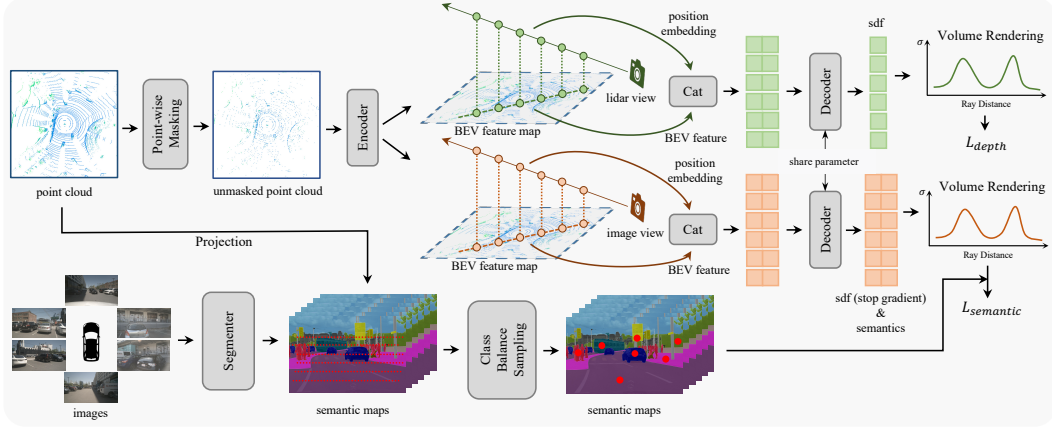 point cloud
Point-wise
Masking
unmasked point cloud
Encoder
BEV feature map
lidar view
position
embedding
Cat
BEV feature
Decoder
sdf
Volume Rendering
σ
Ray Distance
L_depth
share parameter
BEV feature map
image view
position
embedding
Cat
BEV feature
Decoder
sdf (stop gradient)
&
semantics
Volume Rendering
σ
Ray Distance
L_semantic
Projection
images
Segmenter
semantic maps
Class
Balance
Sampling
semantic maps